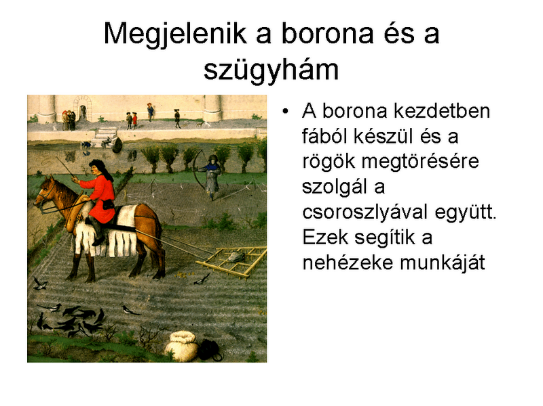 Megjelenik a borona és a
szügyhám
• A borona kezdetben
fából készül és a
rögök megtörésére
szolgál a
csoroszlyával együtt.
Ezek segítik a
nehézeke munkáját